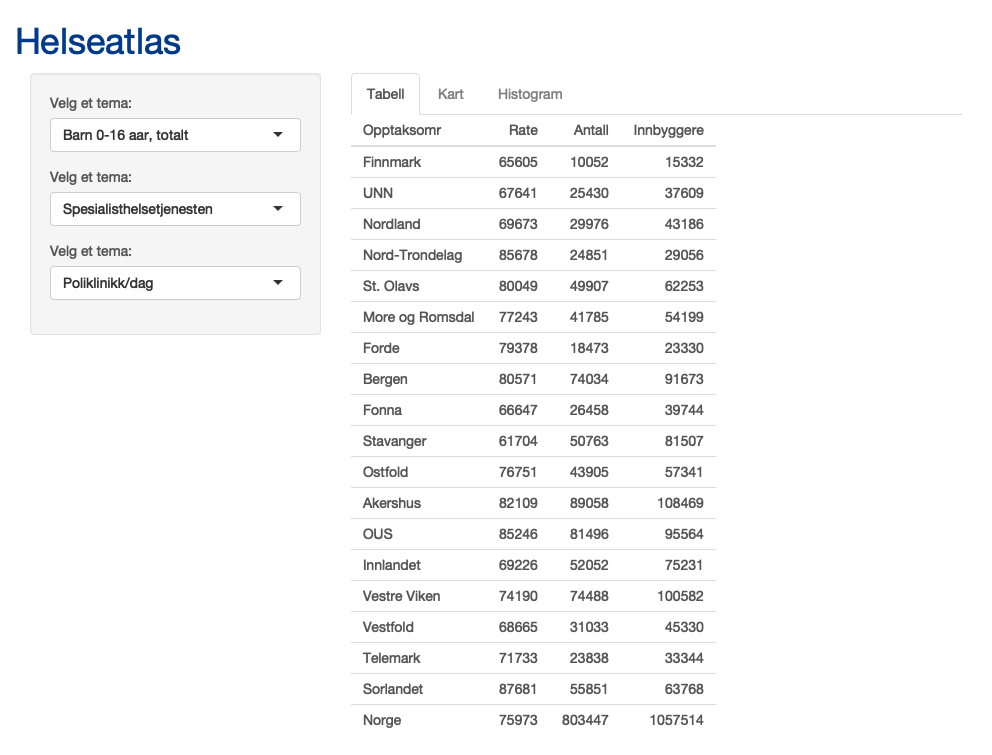 Helseatlas
Velg et tema:
Barn 0-16 aar, totalt
Velg et tema:
Spesialisthelsetjenesten
Velg et tema:
Poliklinikk/dag
Tabell Kart Histogram
Opptaksomr Rate Antall Innbyggere
Finnmark 65605 10052 15332
UNN 67641 25430 37609
Nordland 69673 29976 43186
Nord-Trondelag 85678 24851 29056
St. Olavs 80049 49907 62253
More og Romsdal 77243 41785 54199
Forde 79378 18473 23330
Bergen 80571 74034 91673
Fonna 66647 26458 39744
Stavanger 61704 50763 81507
Ostfold 76751 43905 57341
Akershus 82109 89058 108469
OUS 85246 81496 95564
Innlandet 69226 52052 75231
Vestre Viken 74190 74488 100582
Vestfold 68665 31033 45330
Telemark 71733 23838 33344
Sorlandet 87681 55851 63768
Norge 75973 803447 1057514